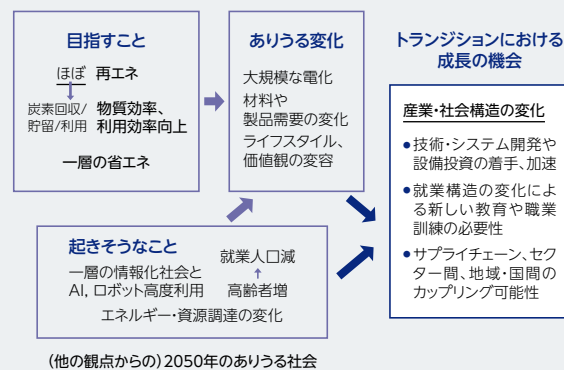 目指すこと
ほぼ 再エネ
炭素回収/ 物質効率、
貯留/利用 利用効率向上
一層の省エネ
ありうる変化
大規模な電化
材料や
製品需要の変化
ライフスタイル、
価値観の変容
起きそうなこと
一層の情報化社会と
AI, ロボット高度利用
就業人口減
高齢者増
エネルギー・資源調達の変化
(他の観点からの)2050年のありうる社会
トランジションにおける
成長の機会
産業・社会構造の変化
●技術・システム開発や
設備投資の着手、加速
●就業構造の変化によ
る新しい教育や職業
訓練の必要性
●サプライチェーン、セク
ター間、地域・国間の
カップリング可能性